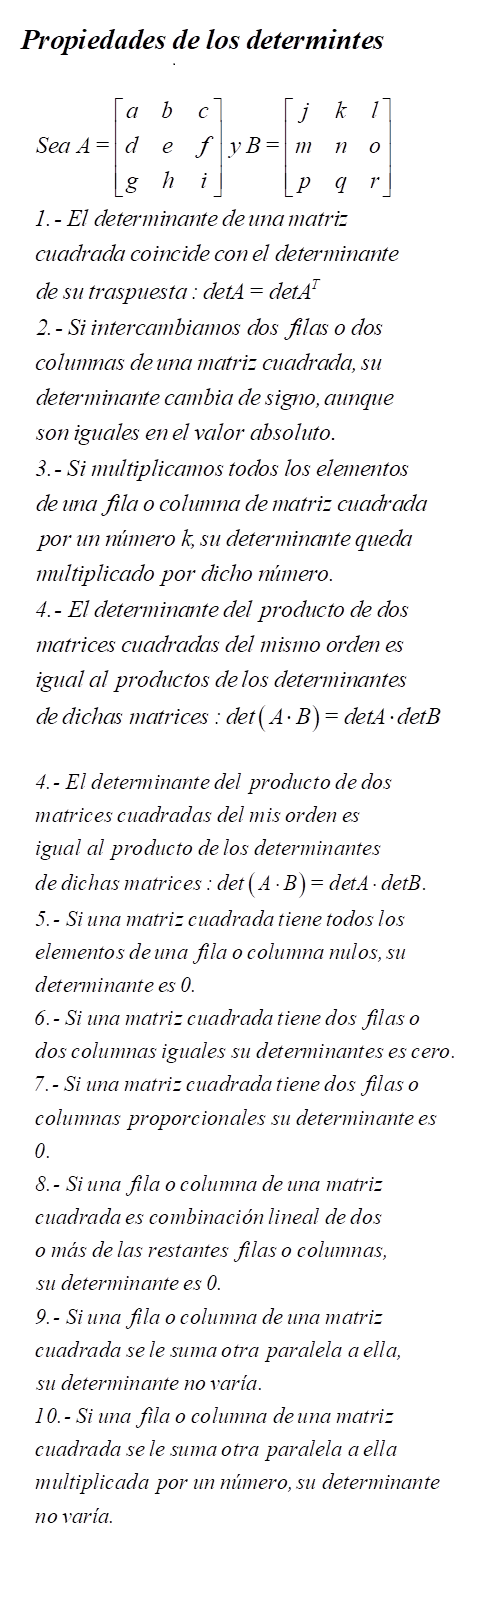 Propiedades de los determintes
Sea A = [a b c; d e f; g h i] y B = [j k l; m n o; p q r]
1.- El determinante de una matriz
cuadrada coincide con el determinante
de su traspuesta : detA = detA^T
2.- Si intercambiamos dos filas o dos
columnas de una matriz cuadrada, su
determinante cambia de signo, aunque
son iguales en el valor absoluto.
3.- Si multiplicamos todos los elementos
de una fila o columna de matriz cuadrada
por un número k, su determinante queda
multiplicado por dicho número.
4.- El determinante del producto de dos
matrices cuadradas del mismo orden es
igual al productos de los determinantes
de dichas matrices : det(A·B) = detA·detB
4.- El determinante del producto de dos
matrices cuadradas del mis orden es
igual al producto de los determinantes
de dichas matrices : det(A·B) = detA·detB.
5.- Si una matriz cuadrada tiene todos los
elementos de una fila o columna nulos, su
determinante es 0.
6.- Si una matriz cuadrada tiene dos filas o
dos columnas iguales su determinantes es cero.
7.- Si una matriz cuadrada tiene dos filas o
columnas proporcionales su determinante es
0.
8.- Si una fila o columna de una matriz
cuadrada es combinación lineal de dos
o más de las restantes filas o columnas,
su determinante es 0.
9.- Si una fila o columna de una matriz
cuadrada se le suma otra paralela a ella,
su determinante no varía.
10.- Si una fila o columna de una matriz
cuadrada se le suma otra paralela a ella
multiplicada por un número, su determinante
no varía.